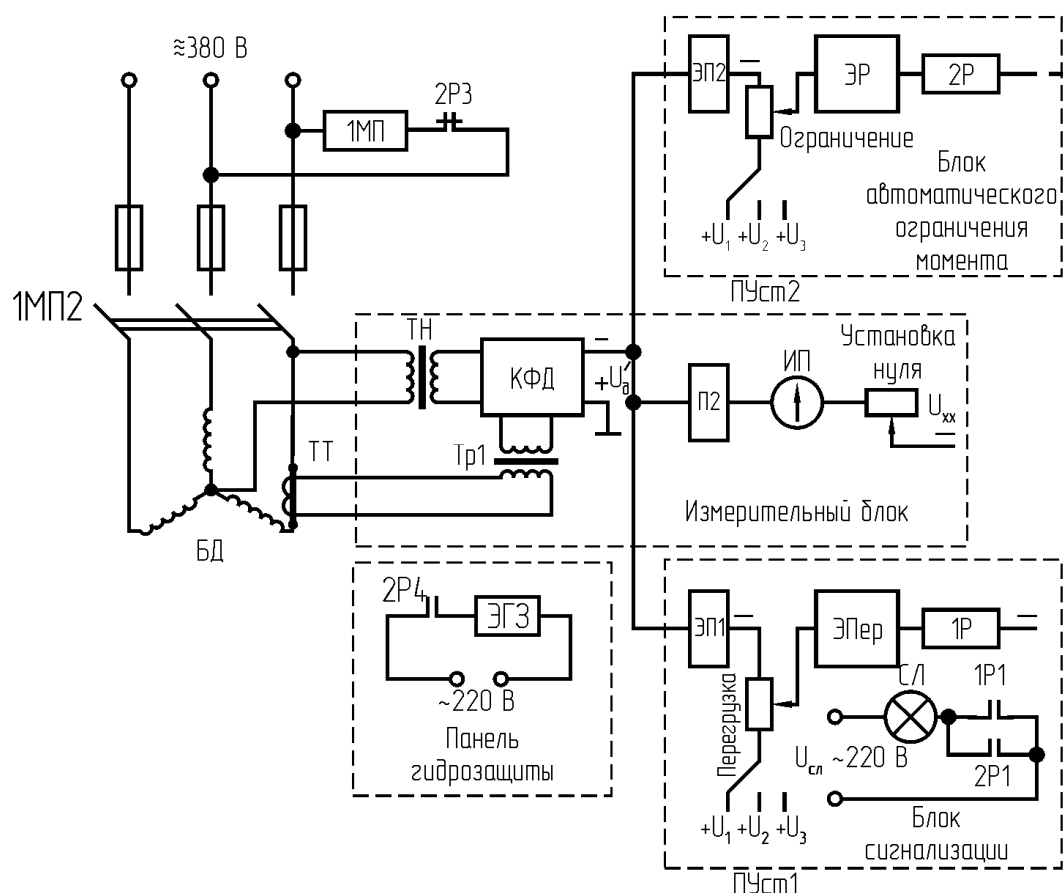 ≈380 В
2Р3
1МП
1МП2
БД
ТТ
ТН
КФД
+U'д
Тр1
П2
ИП
Установка
нуля
Uхх
Измерительный блок
ЭП2
ЭР
2Р
Ограничение
+U1 +U2 +U3
Блок
автоматического
ограничения
момента
ПУст2
2Р4
ЭГЗ
~220 В
Панель
гидрозащиты
ЭП1
ЭПер
1Р
Перегрузка
СЛ
1Р1
Uсл ~220 В
2Р1
+U1 +U2 +U3
Блок
сигнализации
ПУст1